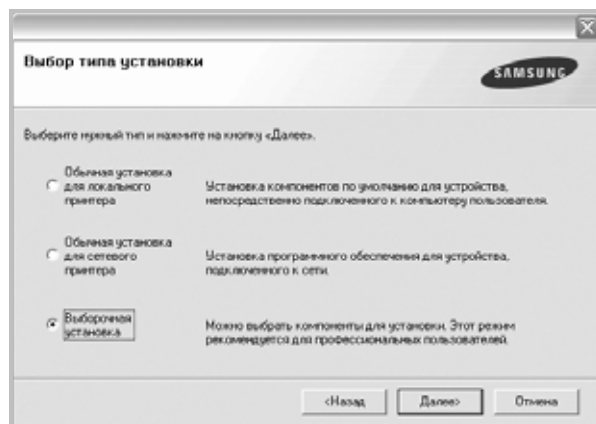 Выбор типа установки
SAMSUNG
Выберите нужный тип и нажмите на кнопку «Далее».
Обычная установка
для локального
принтера
Установка компонентов по умолчанию для устройства,
непосредственно подключенного к компьютеру пользователя.
Обычная установка
для сетевого
принтера
Установка программного обеспечения для устройства,
подключенного к сети.
Выборочная
установка
Можно выбрать компоненты для установки. Этот режим
рекомендуется для профессиональных пользователей.
<Назад
Далее>
Отмена